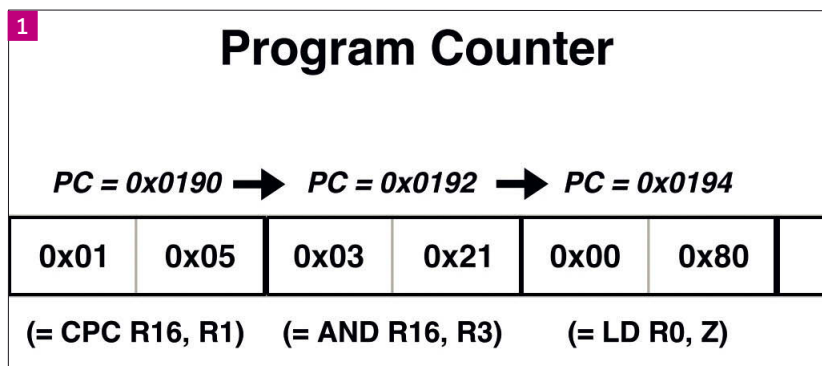 1
Program Counter
PC = 0x0190 → PC = 0x0192 → PC = 0x0194
0x01 0x05 0x03 0x21 0x00 0x80
(= CPC R16, R1) (= AND R16, R3) (= LD R0, Z)